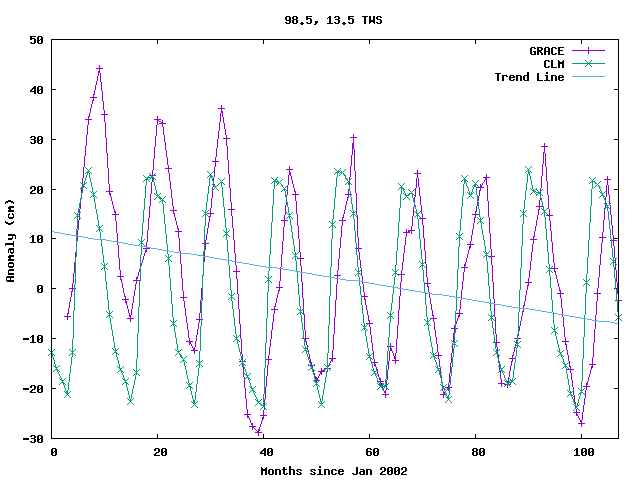 98.5, 13.5 TWS
50
40
30
20
10
0
-10
-20
-30
Anomaly (cm)
GRACE
CLM
Trend Line
0 20 40 60 80 100
Months since Jan 2002